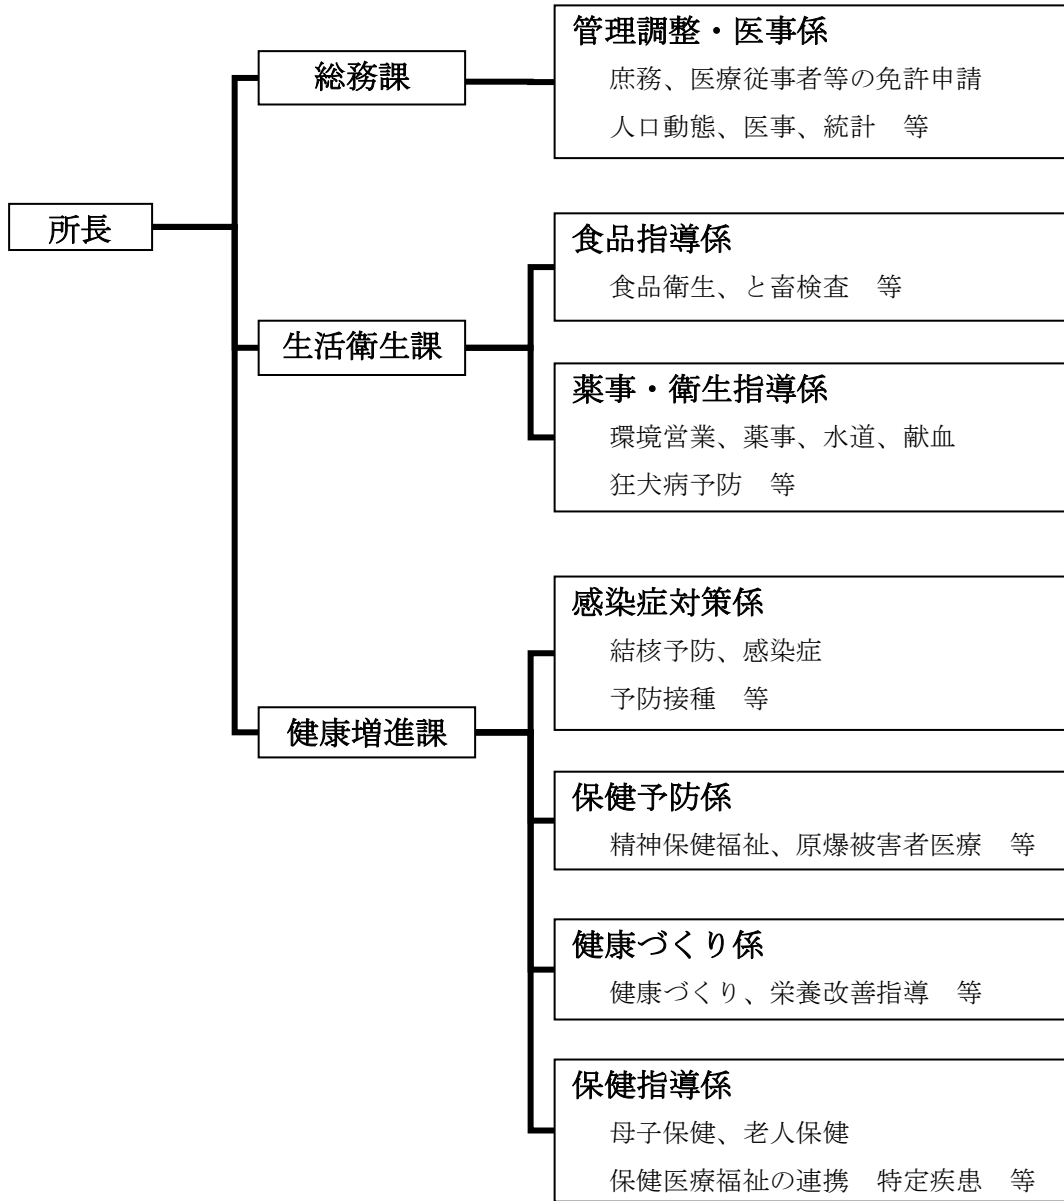 所長
総務課
管理調整・医事係
庶務、医療従事者等の免許申請
人口動態、医事、統計　等
生活衛生課
食品指導係
食品衛生、と畜検査　等
薬事・衛生指導係
環境営業、薬事、水道、献血
狂犬病予防　等
健康増進課
感染症対策係
結核予防、感染症
予防接種　等
保健予防係
精神保健福祉、原爆被害者医療　等
健康づくり係
健康づくり、栄養改善指導　等
保健指導係
母子保健、老人保健
保健医療福祉の連携　特定疾患　等